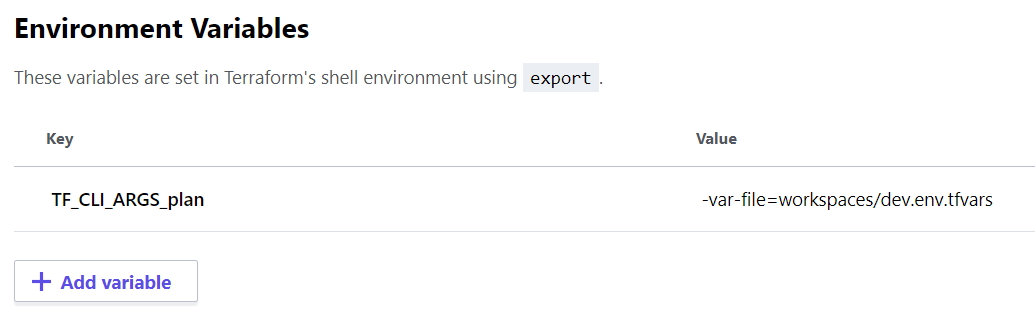 Environment Variables
These variables are set in Terraform's shell environment using export.
Key Value
TF_CLI_ARGS_plan -var-file=workspaces/dev.env.tfvars
+ Add variable